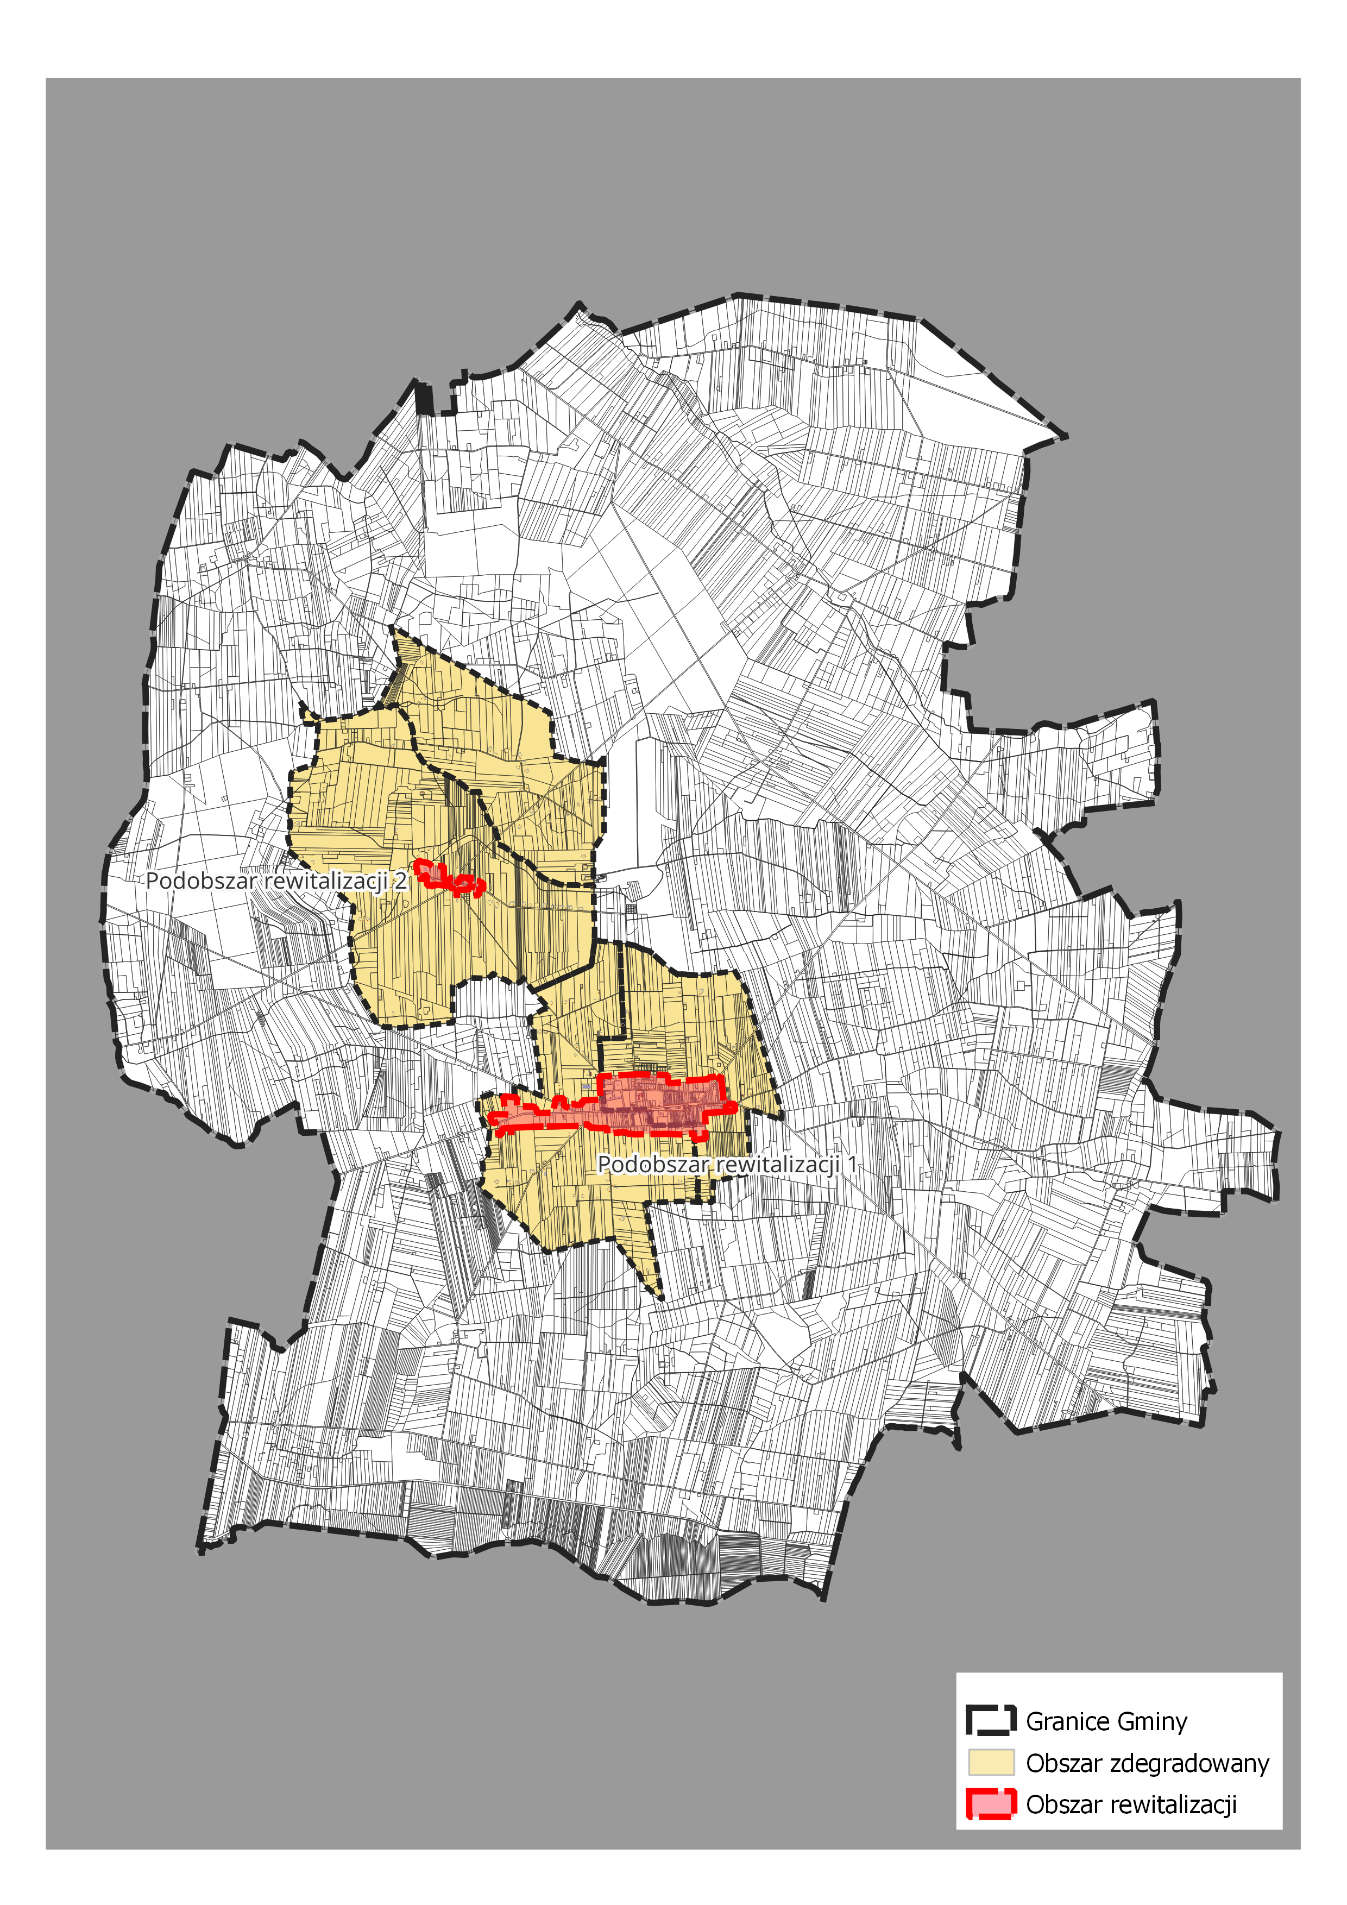 Podobszar rewitalizacji 2
Podobszar rewitalizacji 1
Granice Gminy
Obszar zdegradowany
Obszar rewitalizacji